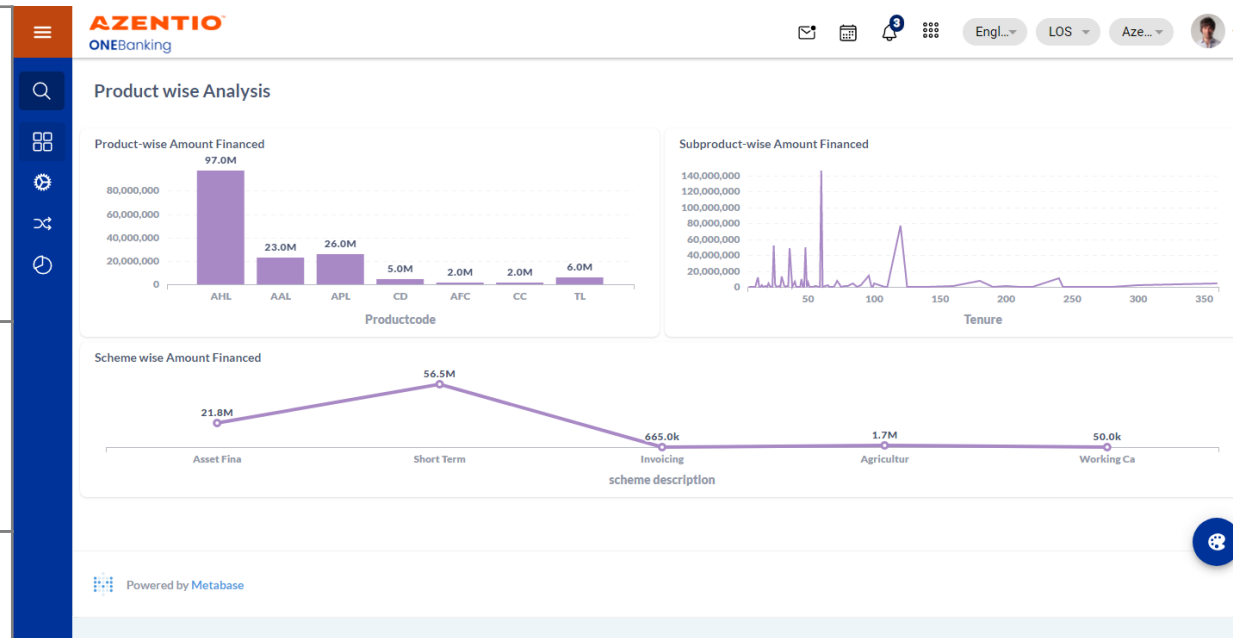 AZENTIO
ONEBanking
3
Engl...
LOS
Aze...
Product wise Analysis
Product-wise Amount Financed
97.0M
80,000,000
60,000,000
40,000,000
20,000,000
0
23.0M
26.0M
5.0M
2.0M
2.0M
6.0M
AHL AAL APL CD AFC CC TL
Productcode
Subproduct-wise Amount Financed
140,000,000
120,000,000
100,000,000
80,000,000
60,000,000
40,000,000
20,000,000
0
50 100 150 200 250 300 350
Tenure
Scheme wise Amount Financed
21.8M
56.5M
665.0k
1.7M
50.0k
Asset Fina Short Term Invoicing Agricultur Working Ca
scheme description
Powered by Metabase